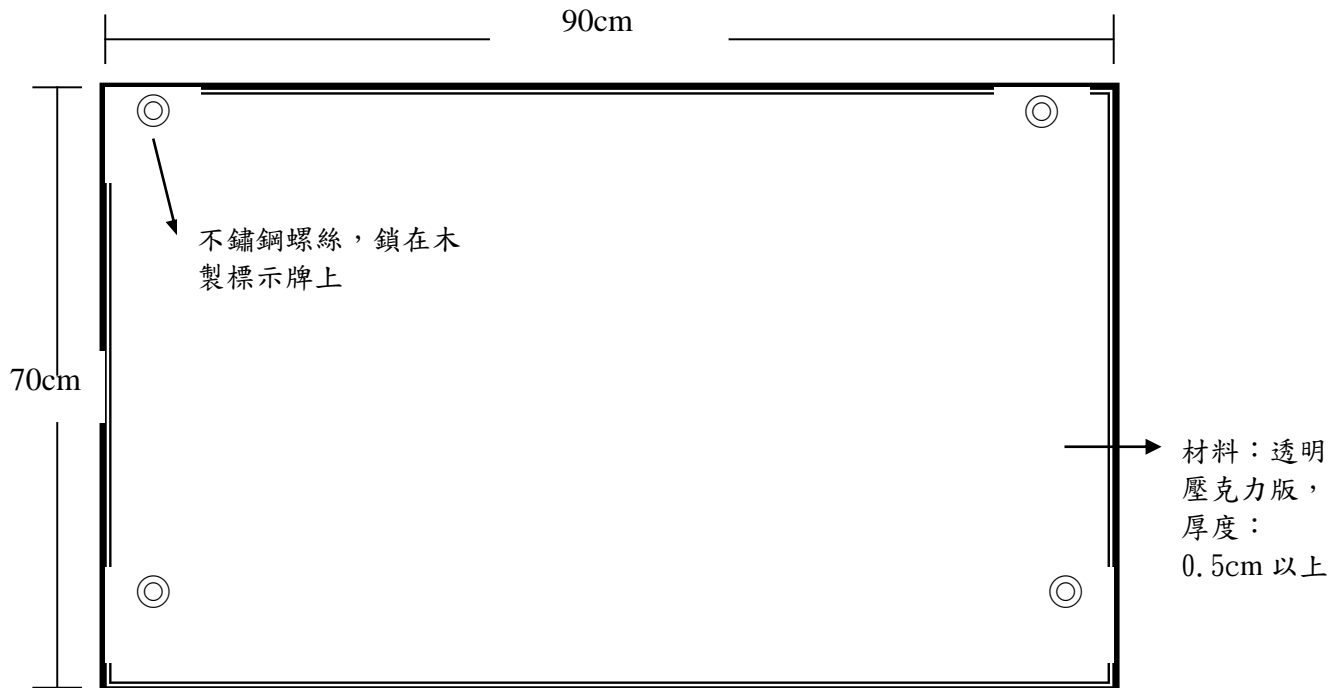 90cm
不鏽鋼螺絲，鎖在木
製標示牌上
70cm
材料：透明
壓克力版，
厚度：
0.5cm 以上